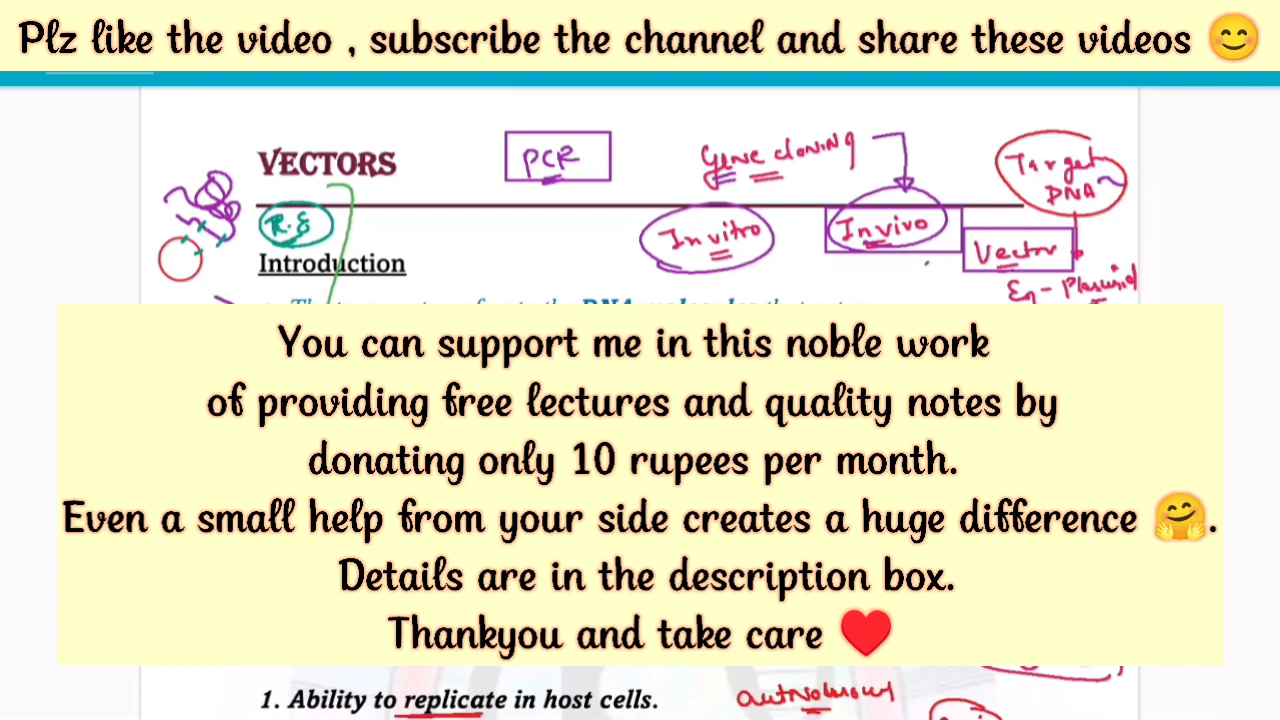 Plz like the video , subscribe the channel and share these videos 😊
VECTORS
PCR
Gene cloning
Target
DNA
R.E
In vitro
In vivo
Vector
Introduction
Eg - Plasmid
DNA molecules that
You can support me in this noble work
of providing free lectures and quality notes by
donating only 10 rupees per month.
Even a small help from your side creates a huge difference 🤗.
Details are in the description box.
Thankyou and take care ♥️
1. Ability to replicate in host cells.